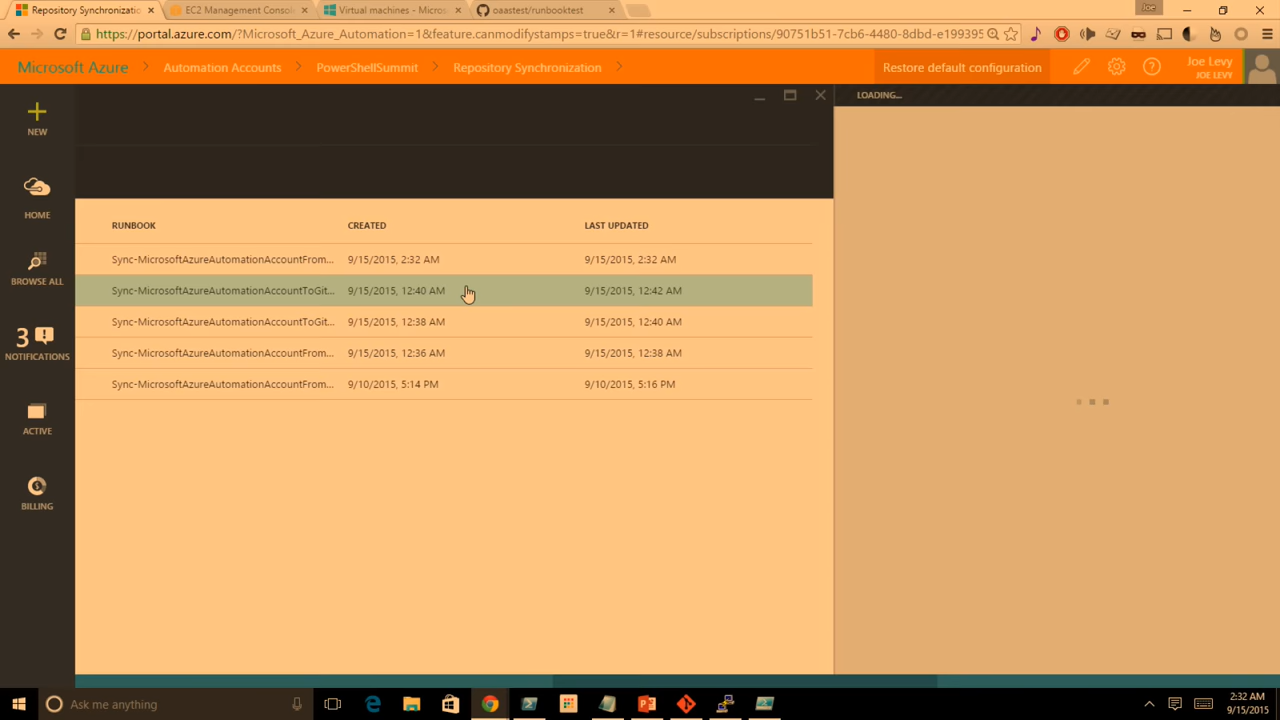 Repository Synchronizatio
EC2 Management Consol
Virtual machines - Micros
oaastest/runbooktest
Joe
https://portal.azure.com/?Microsoft_Azure_Automation=1&feature.canmodifystamps=true&r=1#resource/subscriptions/90751b51-7cb6-4480-8dbd-e199395
Microsoft Azure
Automation Accounts
PowerShellSummit
Repository Synchronization
Restore default configuration
Joe Levy
JOE LEVY
LOADING...
NEW
HOME
BROWSE ALL
3
NOTIFICATIONS
ACTIVE
BILLING
RUNBOOK CREATED LAST UPDATED
Sync-MicrosoftAzureAutomationAccountFrom... 9/15/2015, 2:32 AM 9/15/2015, 2:32 AM
Sync-MicrosoftAzureAutomationAccountToGit... 9/15/2015, 12:40 AM 9/15/2015, 12:42 AM
Sync-MicrosoftAzureAutomationAccountToGit... 9/15/2015, 12:38 AM 9/15/2015, 12:40 AM
Sync-MicrosoftAzureAutomationAccountFrom... 9/15/2015, 12:36 AM 9/15/2015, 12:38 AM
Sync-MicrosoftAzureAutomationAccountFrom... 9/10/2015, 5:14 PM 9/10/2015, 5:16 PM
Ask me anything
2:32 AM
9/15/2015